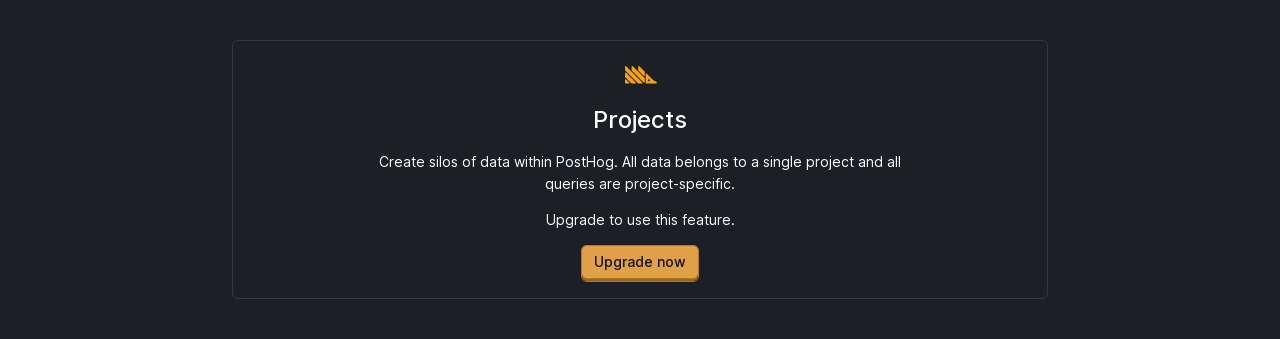 Projects
Create silos of data within PostHog. All data belongs to a single project and all
queries are project-specific.
Upgrade to use this feature.
Upgrade now